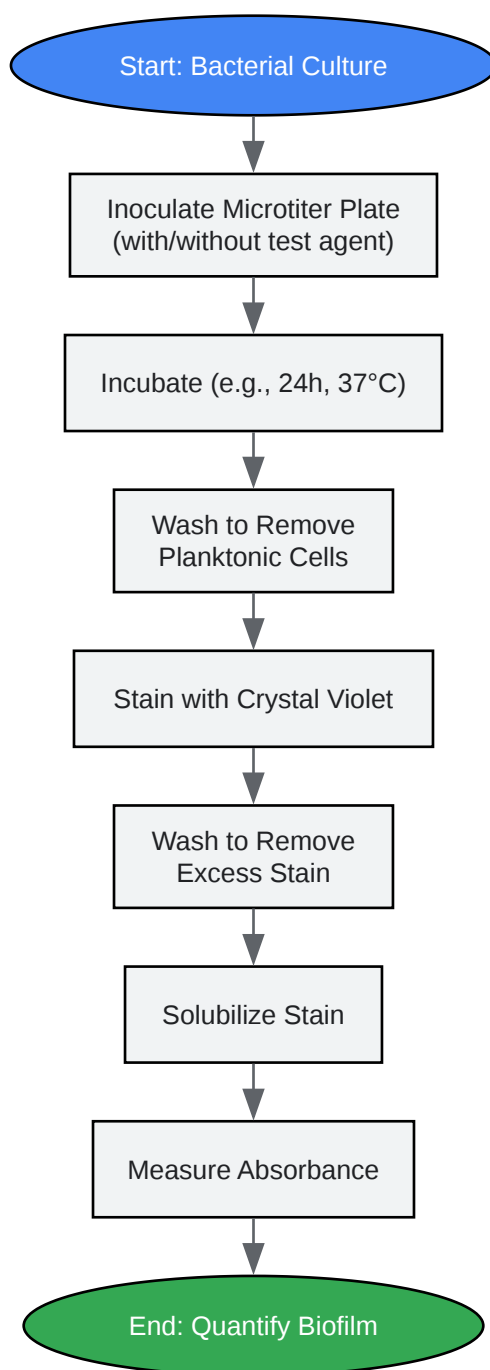 Start: Bacterial Culture
Inoculate Microtiter Plate
(with/without test agent)
Incubate (e.g., 24h, 37°C)
Wash to Remove
Planktonic Cells
Stain with Crystal Violet
Wash to Remove
Excess Stain
Solubilize Stain
Measure Absorbance
End: Quantify Biofilm